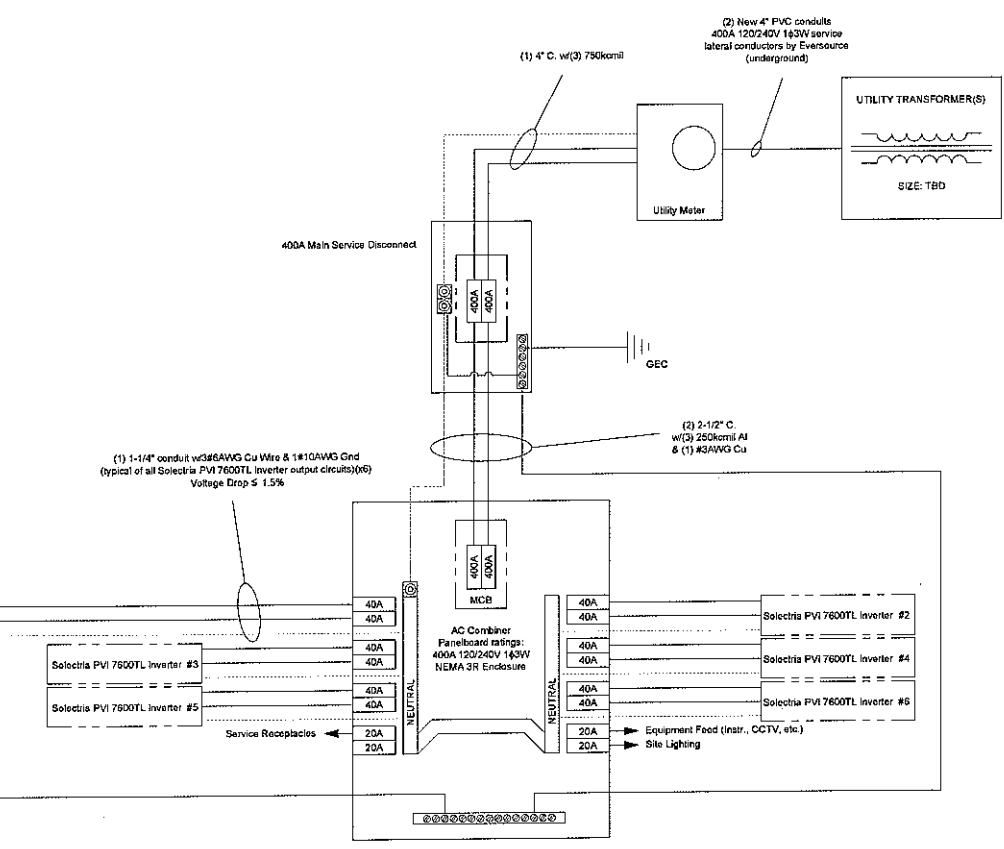 (2) New 4" PVC conduits
400A 120/240V 1ϕ3W service
lateral conductors by Eversource
(underground)
(1) 4" C. w/(3) 750kcmil
UTILITY TRANSFORMER(S)
SIZE: TBD
Utility Meter
400A Main Service Disconnect
400A
400A
GEC
(2) 2-1/2" C.
w/(3) 250kcmil Al
& (1) #3AWG Cu
(1) 1-1/4" conduit w/3#6AWG Cu Wire & 1#10AWG Gnd
(typical of all Solectria PVI 7600TL Inverter output circuits)(x6)
Voltage Drop ≤ 1.5%
400A
400A
MCB
AC Combiner
Panelboard ratings:
400A 120/240V 1ϕ3W
NEMA 3R Enclosure
NEUTRAL
NEUTRAL
40A
40A
40A
40A
Solectria PVI 7600TL Inverter #2
Solectria PVI 7600TL Inverter #3
40A
40A
40A
40A
Solectria PVI 7600TL Inverter #4
Solectria PVI 7600TL Inverter #5
40A
40A
40A
40A
Solectria PVI 7600TL Inverter #6
Service Receptacles
20A
20A
20A
20A
Equipment Feed (Instr., CCTV, etc.)
Site Lighting